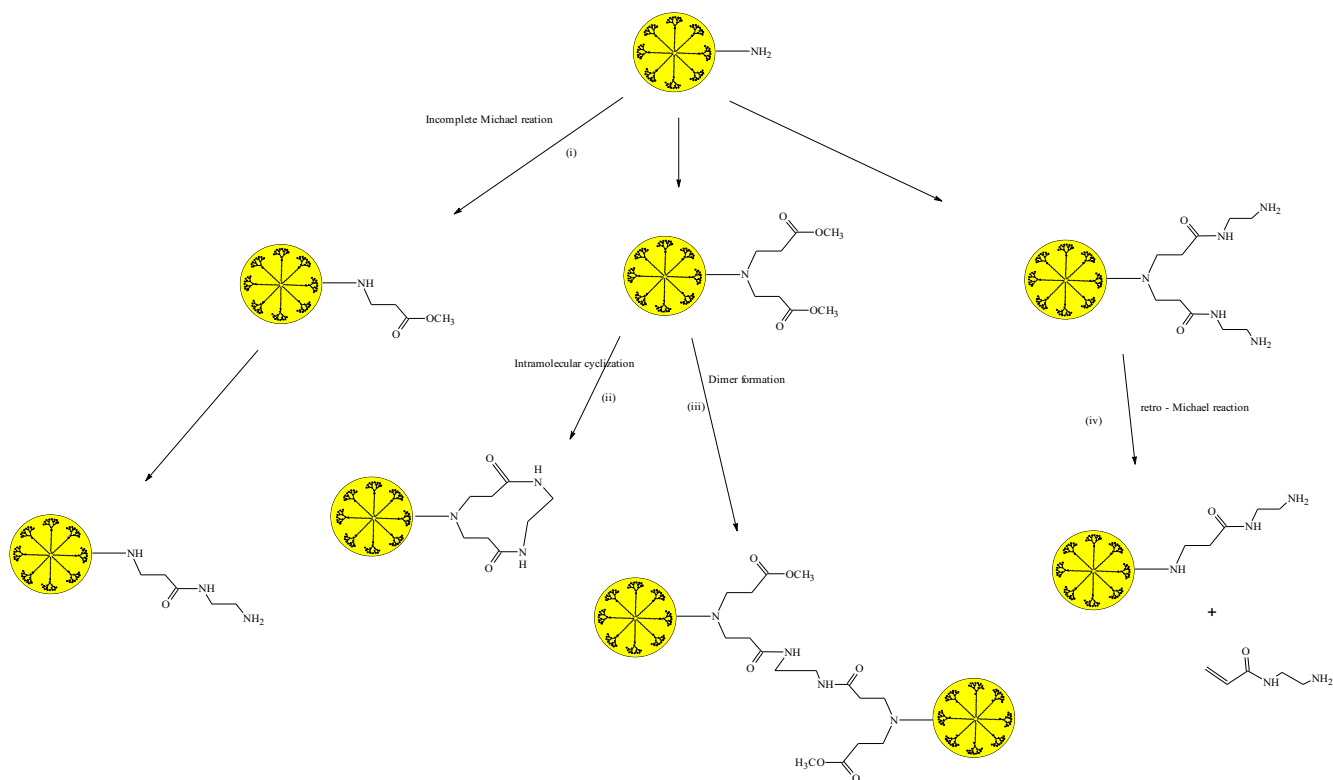 NH2
Incomplete Michael reation
(i)
O
OCH3
N
O
OCH3
NH
O
OCH3
O
NH
NH2
N
O
NH
NH2
Intramolecular cyclization
(ii)
Dimer formation
(iii)
retro - Michael reaction
(iv)
O
H
N
N
O
N
H
NH
O
NH
NH2
O
OCH3
N
O
NH
NH
O
N
H3CO
O
O
NH
NH2
NH
+
O
NH
NH2